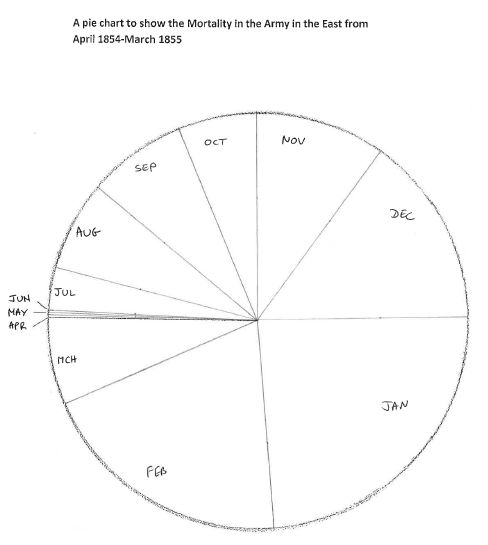 A pie chart to show the Mortality in the Army in the East from
April 1854-March 1855
OCT
NOV
SEP
DEC
AUG
JUL
JUN
MAY
APR
MCH
JAN
FEB